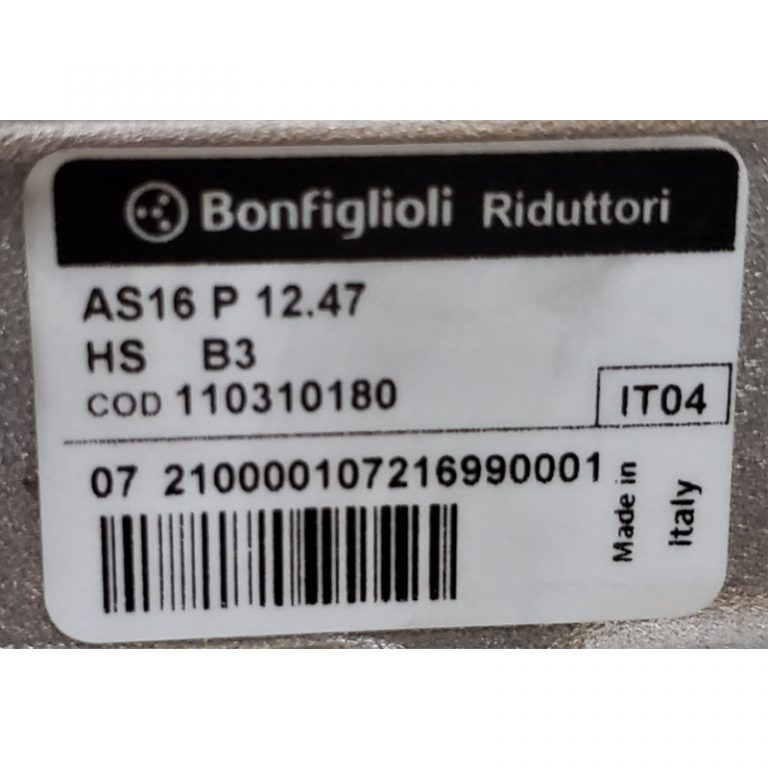 Bonfiglioli Riduttori
AS16 P 12.47
HS B3
COD 110310180
IT04
07 210000107216990001
Made in
Italy